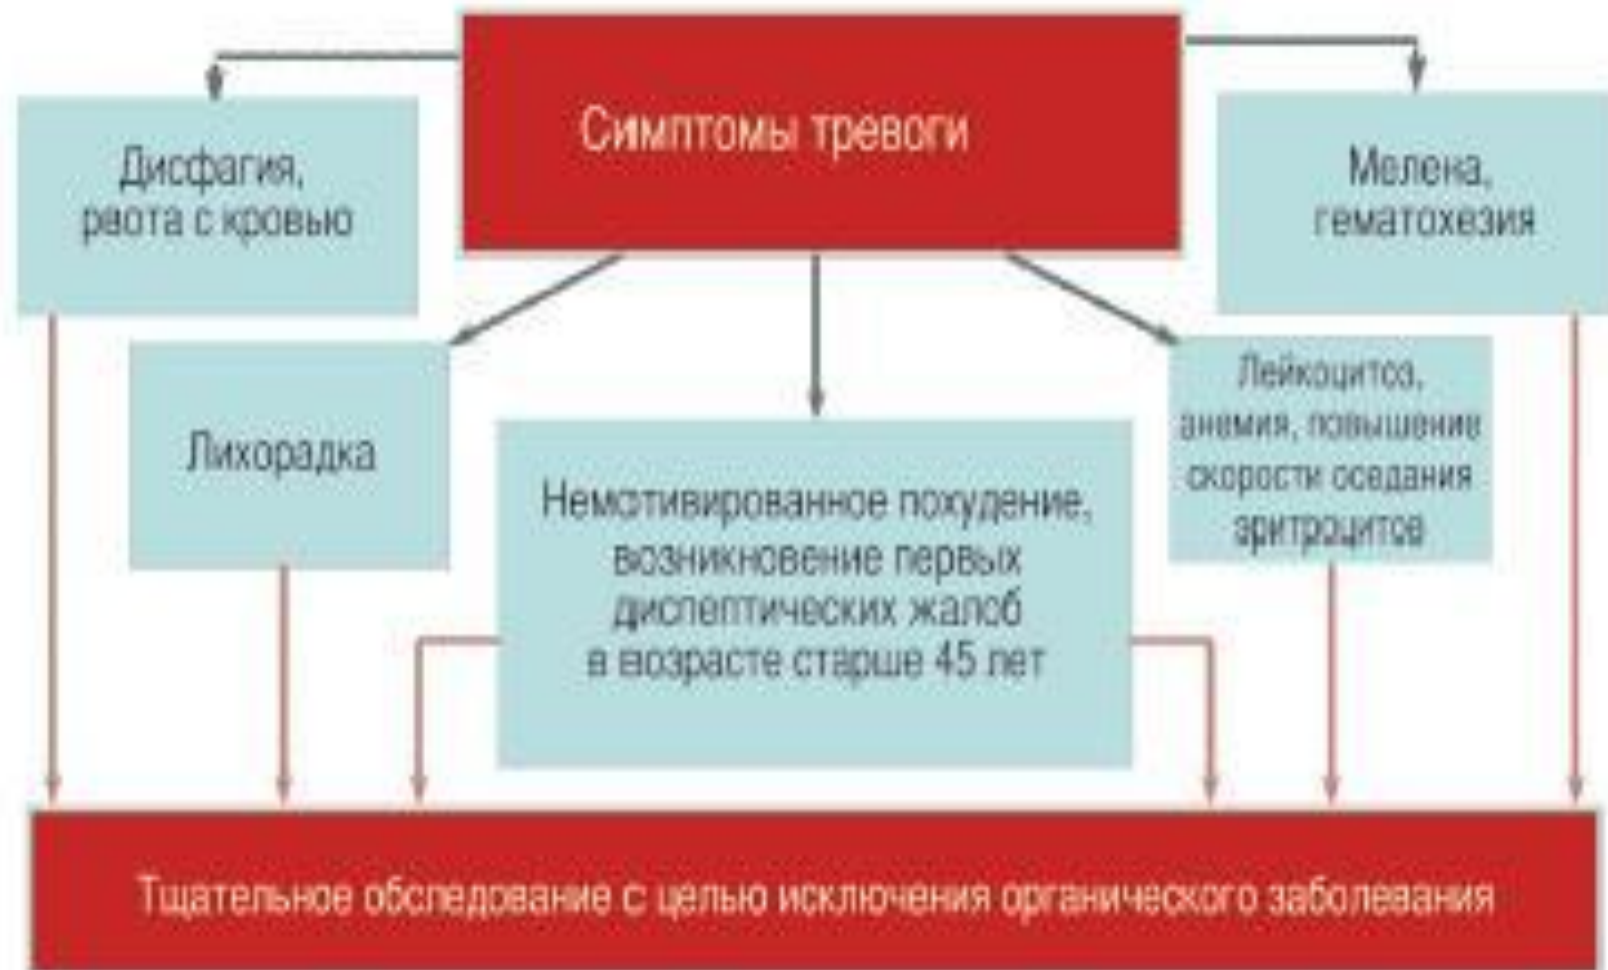 Симптомы тревоги
Дисфагия,
рвота с кровью
Мелена,
гематохезия
Лихорадка
Немотивированное похудение,
возникновение первых
диспептических жалоб
в возрасте старше 45 лет
Лейкоцитоз,
анемия, повышение
скорости оседания
эритроцитов
Тщательное обследование с целью исключения органического заболевания